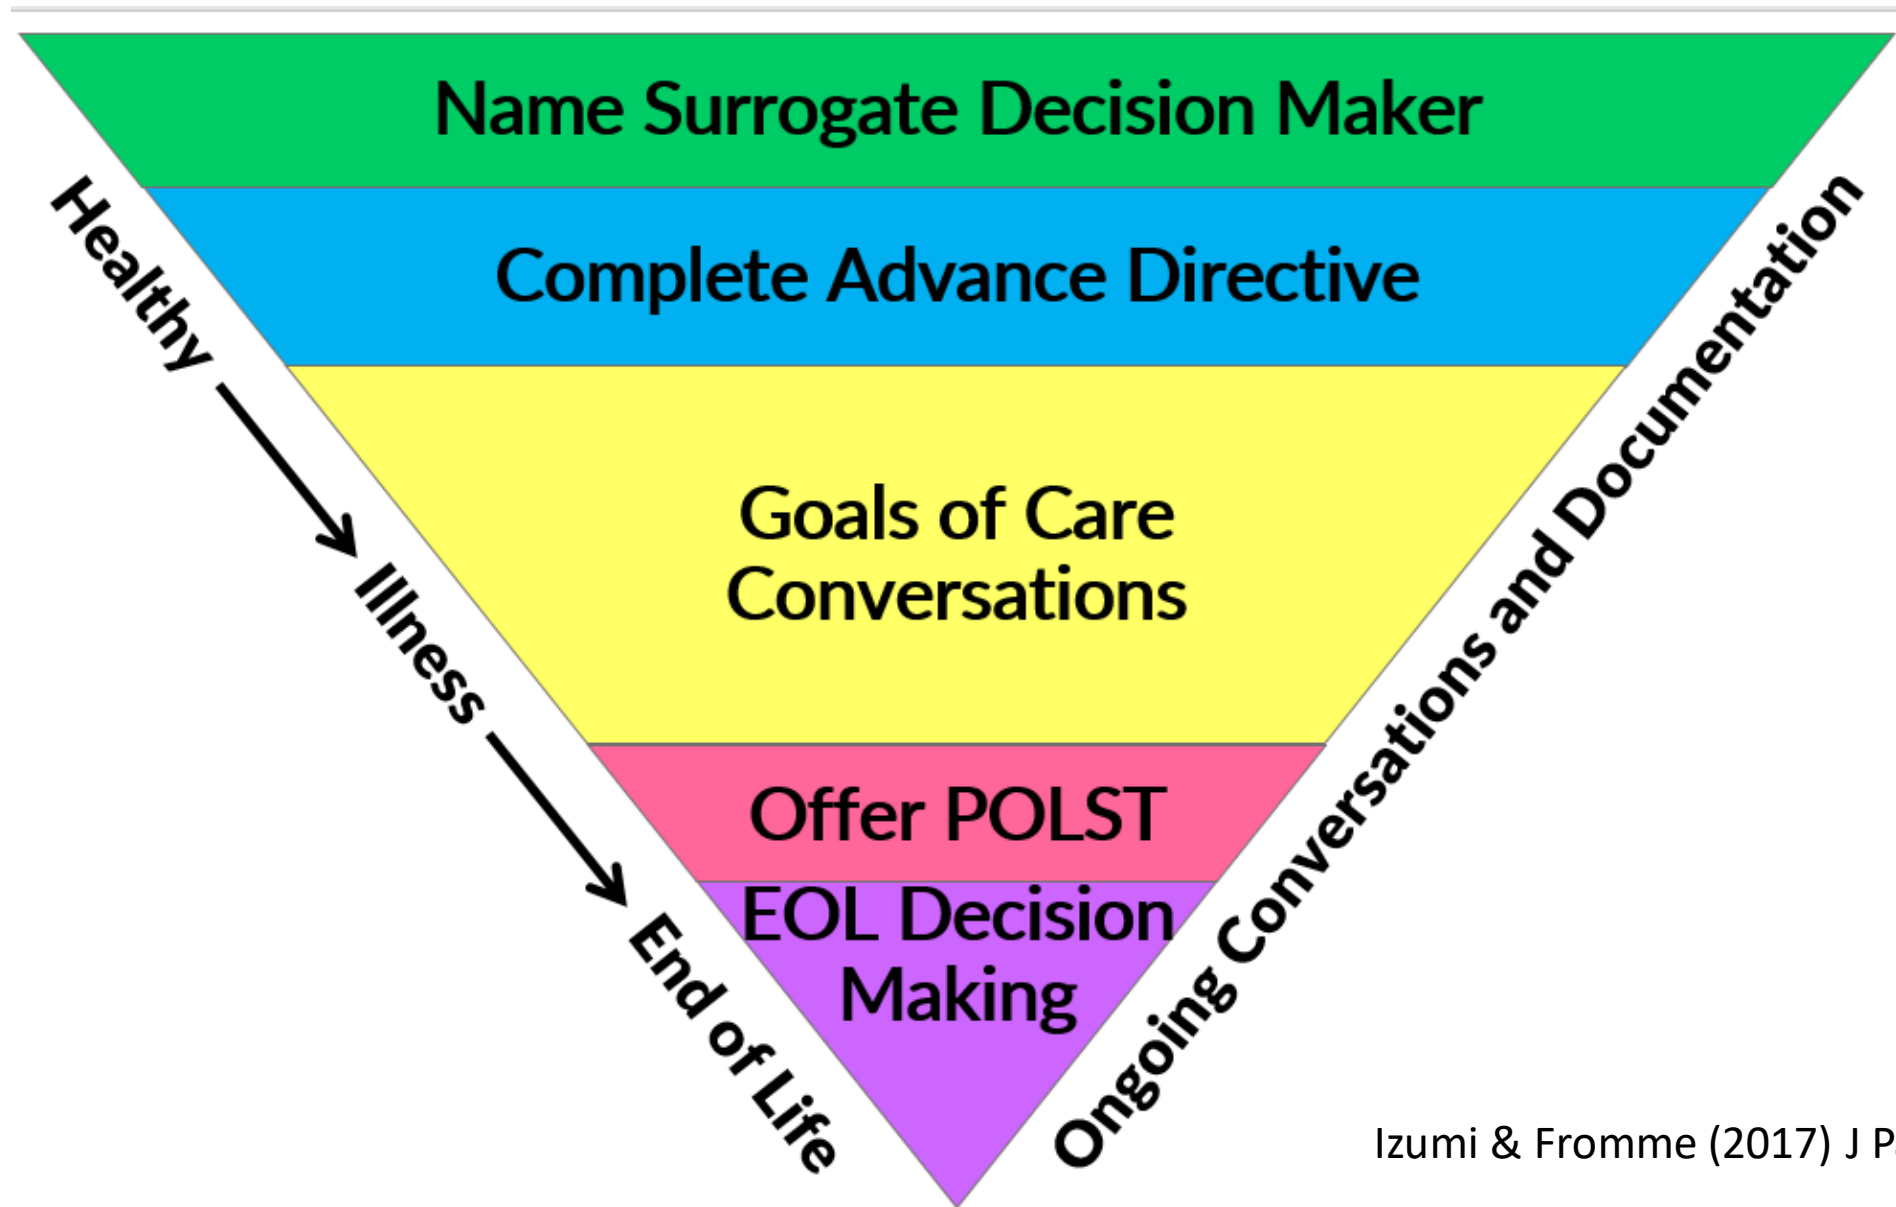 Name Surrogate Decision Maker
Complete Advance Directive
Goals of Care
Conversations
Offer POLST
EOL Decision
Making
Healthy
Illness
End of Life
Ongoing Conversations and Documentation
Izumi & Fromme (2017) J